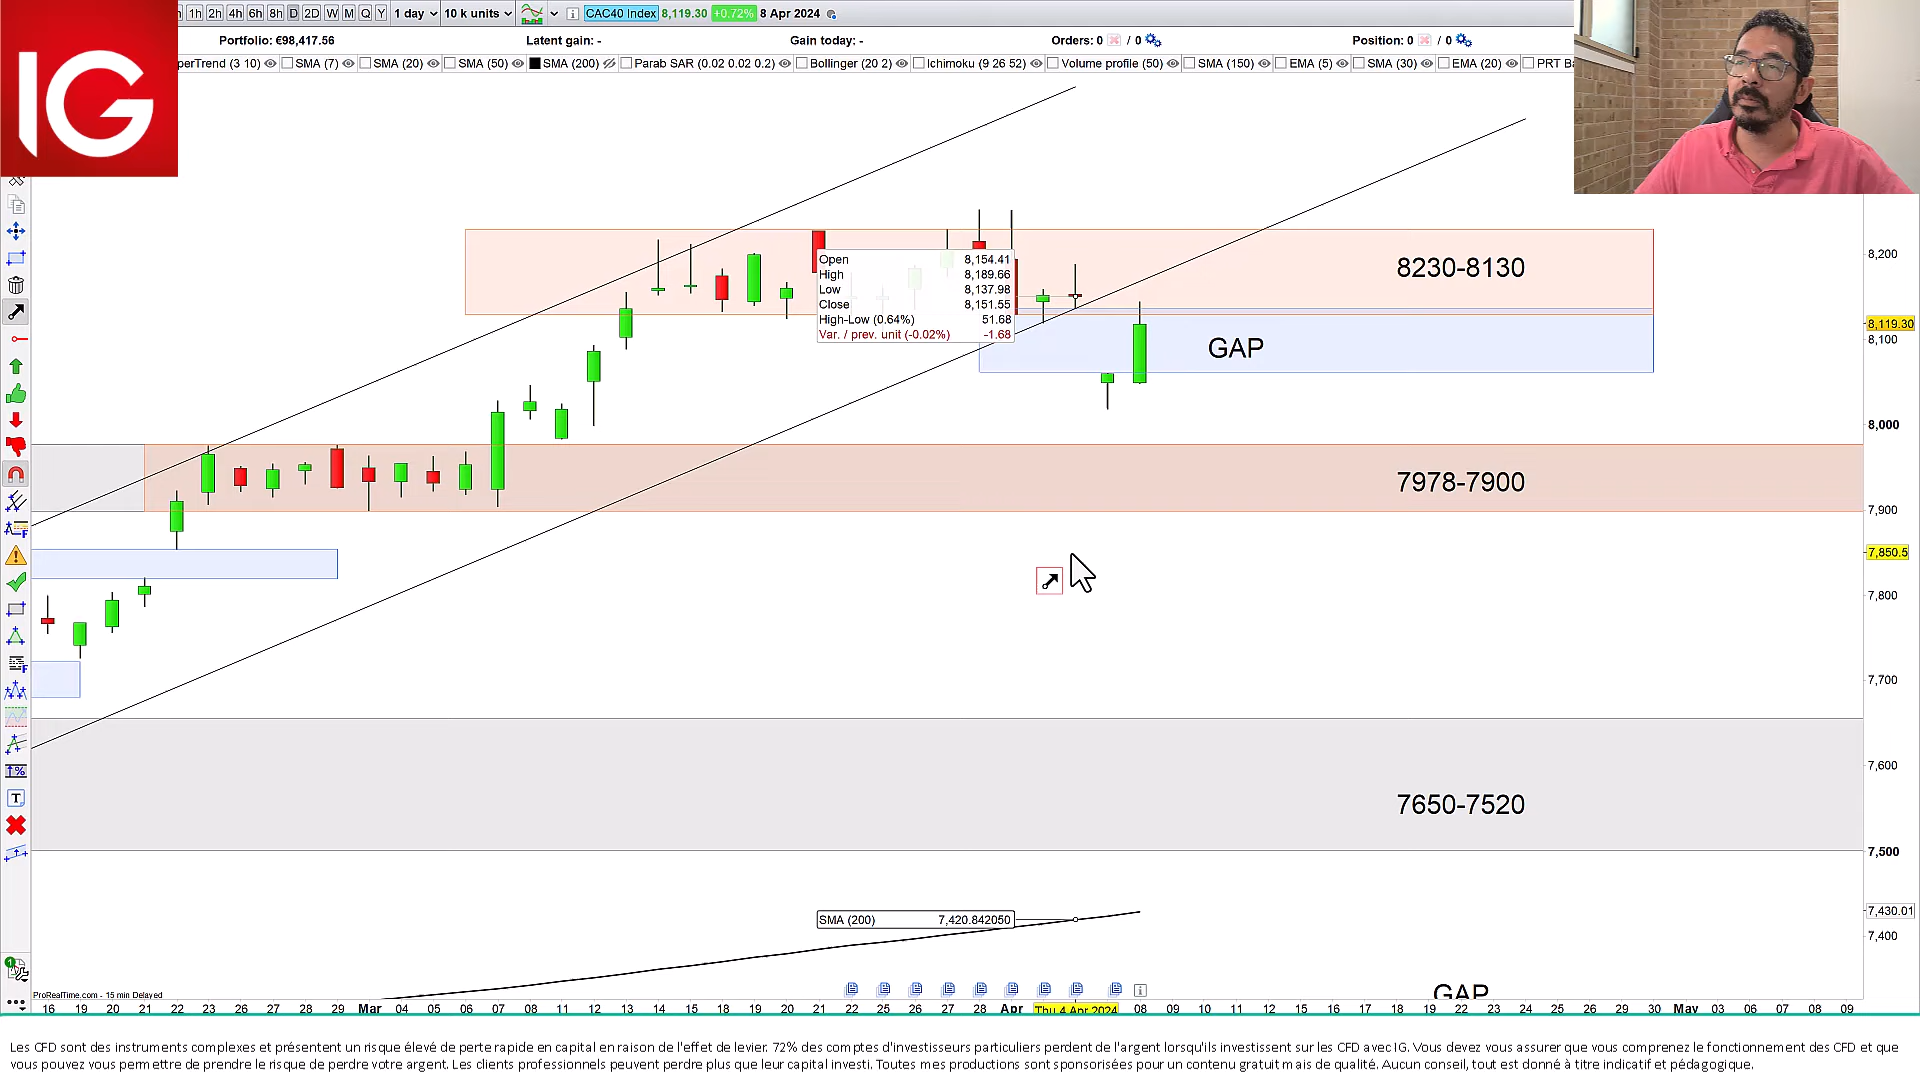 IG
1h 2h 4h 6h 8h D 2D W M Q Y 1 day 10 k units CAC40 Index 8,119.30 +0.72% 8 Apr 2024
Portfolio: €98,417.56 Latent gain: - Gain today: - Orders: 0 / 0 Position: 0 / 0
perTrend (3 10) SMA (7) SMA (20) SMA (50) SMA (200) Parab SAR (0.02 0.02 0.2) Bollinger (20 2) Ichimoku (9 26 52) Volume profile (50) SMA (150) EMA (5) SMA (30) EMA (20) PRT Ba
8230-8130
GAP
7978-7900
7650-7520
GAP
Open 8,154.41
High 8,189.66
Low 8,137.98
Close 8,151.55
High-Low (0.64%) 51.68
Var. / prev. unit (-0.02%) -1.68
SMA (200) 7,420.842050
8,200
8,119.30
8,100
8,000
7,900
7,850.5
7,800
7,700
7,600
7,500
7,430.01
7,400
ProRealTime.com - 15 min Delayed
16 19 20 21 22 23 26 27 28 29 Mar 04 05 06 07 08 11 12 13 14 15 18 19 20 21 22 25 26 27 28 Apr Thu 4 Apr 2024 08 09 10 11 12 15 16 17 18 19 22 23 24 25 26 29 30 May 03 06 07 08 09
Les CFD sont des instruments complexes et présentent un risque élevé de perte rapide en capital en raison de l'effet de levier. 72% des comptes d'investisseurs particuliers perdent de l'argent lorsqu'ils investissent sur les CFD avec IG. Vous devez vous assurer que vous comprenez le fonctionnement des CFD et que
vous pouvez vous permettre de prendre le risque de perdre votre argent. Les clients professionnels peuvent perdre plus que leur capital investi. Toutes mes productions sont sponsorisées pour un contenu gratuit mais de qualité. Aucun conseil, tout est donné à titre indicatif et pédagogique.